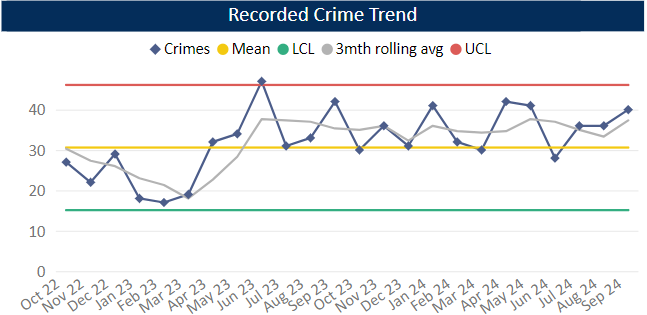 Recorded Crime Trend
Crimes Mean LCL 3mth rolling avg UCL
40
30
20
10
0
Oct 22 Nov 22 Dec 22 Jan 23 Feb 23 Mar 23 Apr 23 May 23 Jun 23 Jul 23 Aug 23 Sep 23 Oct 23 Nov 23 Dec 23 Jan 24 Feb 24 Mar 24 Apr 24 May 24 Jun 24 Jul 24 Aug 24 Sep 24